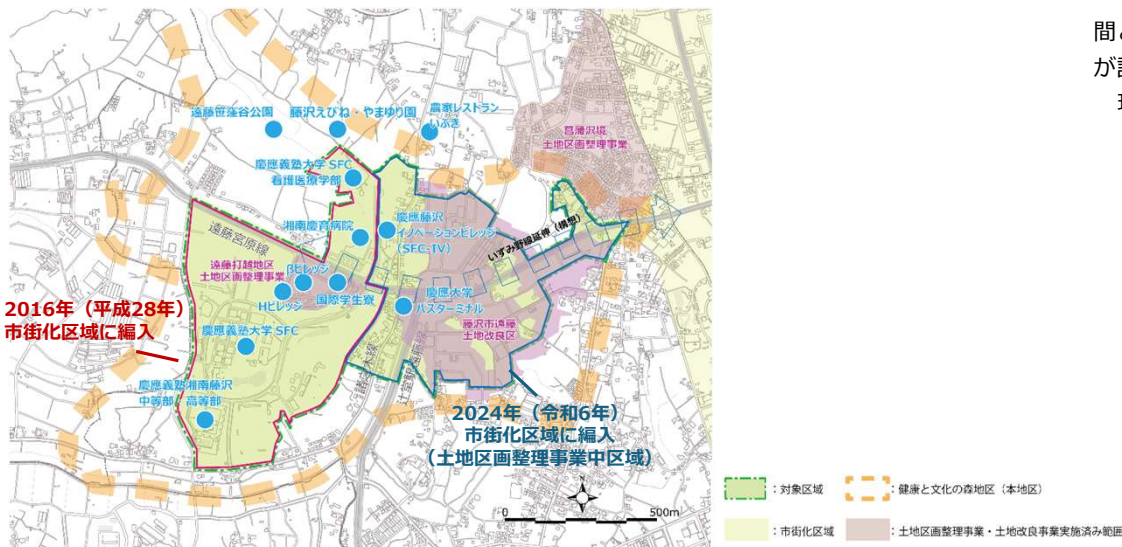 間
が
遠藤笹窪谷公園
藤沢えびね・やまゆり園
農家レストラン
いぶき
菖蒲沢境
土地区画整理事業
慶應義塾大学 SFC
看護医療学部
湘南慶育病院
慶應藤沢
イノベーションビレッジ
(SFC-IV)
いずみ野線延伸（構想）
遠藤宮原線
遠藤打越地区
土地区画整理事業
βビレッジ
Hビレッジ
国際学生寮
慶應大学
バスターミナル
2016年（平成28年）
市街化区域に編入
慶應義塾大学 SFC
藤沢市遠藤
土地改良区
慶應義塾湘南藤沢
中等部 高等部
2024年（令和6年）
市街化区域に編入
（土地区画整理事業中区域）
N
0 500m
：対象区域
：健康と文化の森地区（本地区）
：市街化区域
：土地区画整理事業・土地改良事業実施済み範囲